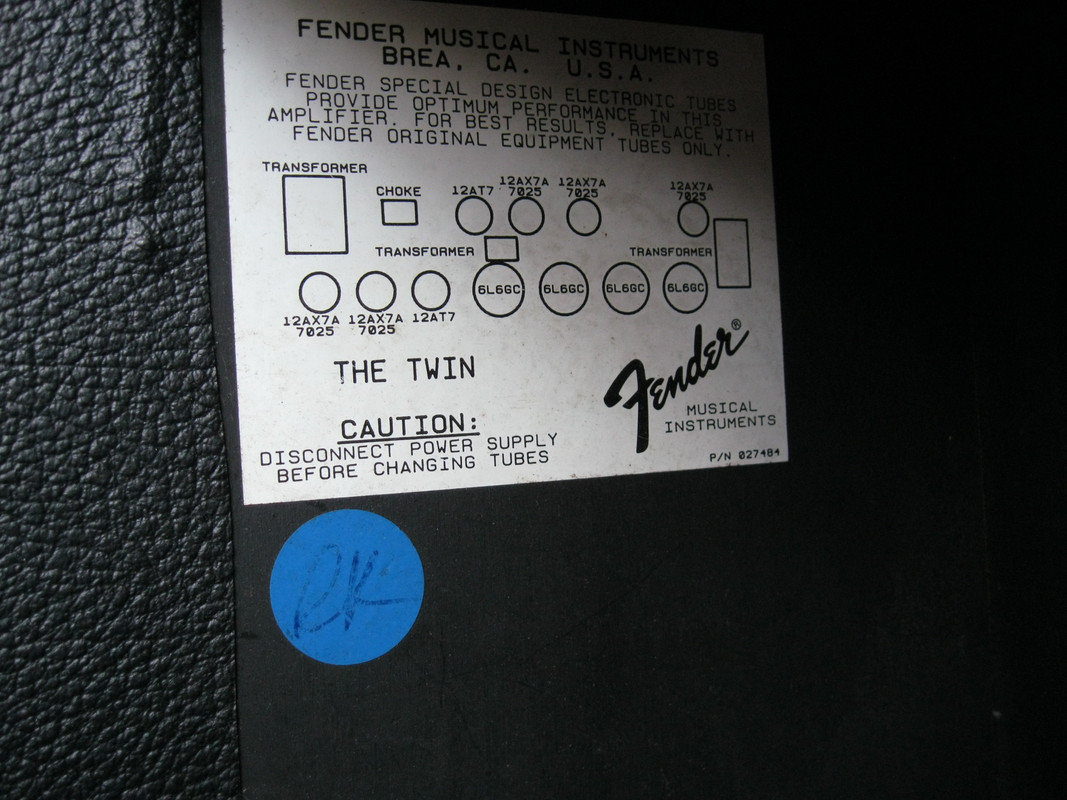 FENDER MUSICAL INSTRUMENTS
BREA, CA. U.S.A.
FENDER SPECIAL DESIGN ELECTRONIC TUBES
PROVIDE OPTIMUM PERFORMANCE IN THIS
AMPLIFIER. FOR BEST RESULTS, REPLACE WITH
FENDER ORIGINAL EQUIPMENT TUBES ONLY.
TRANSFORMER
CHOKE
12AT7
12AX7A
7025
12AX7A
7025
12AX7A
7025
TRANSFORMER
TRANSFORMER
6L6GC
6L6GC
6L6GC
6L6GC
12AX7A
7025
12AX7A
7025
12AT7
THE TWIN
CAUTION:
DISCONNECT POWER SUPPLY
BEFORE CHANGING TUBES
Fender®
MUSICAL
INSTRUMENTS
P/N 027484